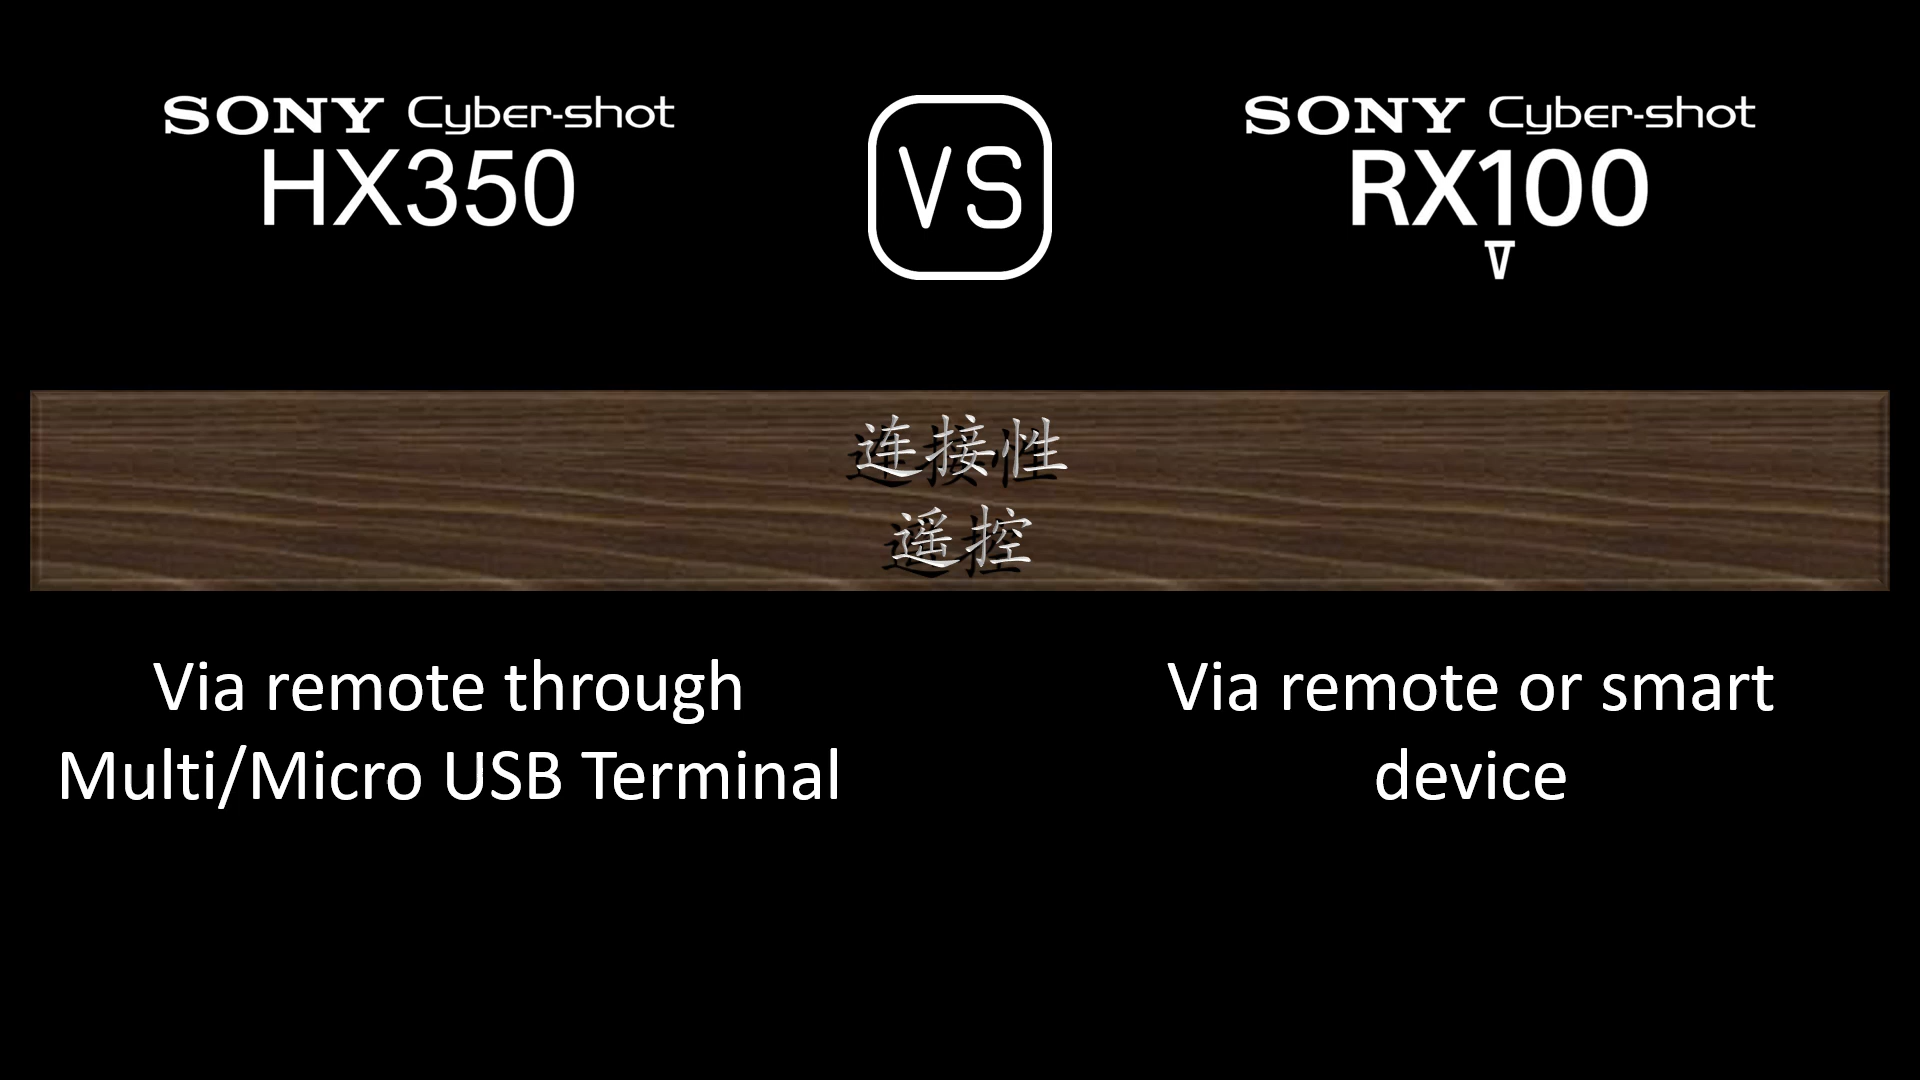 SONY Cyber-shot
HX350
VS
SONY Cyber-shot
RX100
V
连接性
遥控
Via remote through
Multi/Micro USB Terminal
Via remote or smart
device